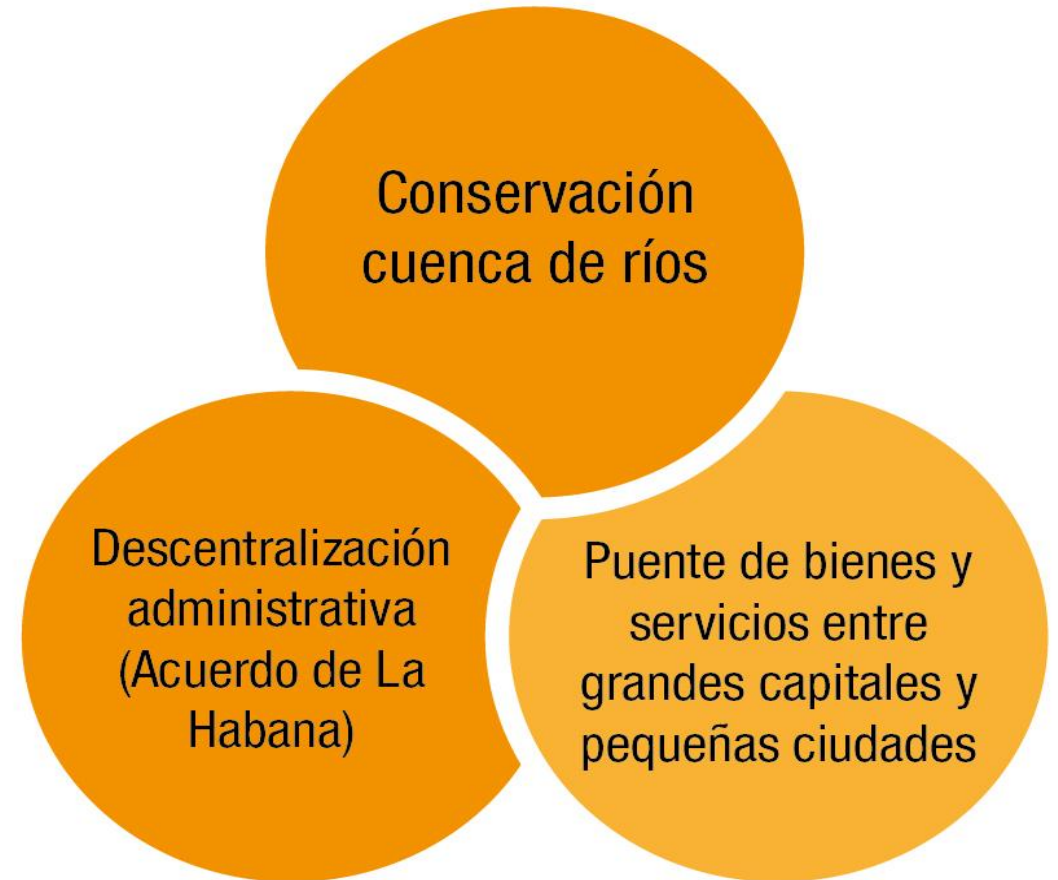 Conservación
cuenca de ríos
Descentralización
administrativa
(Acuerdo de La
Habana)
Puente de bienes y
servicios entre
grandes capitales y
pequeñas ciudades